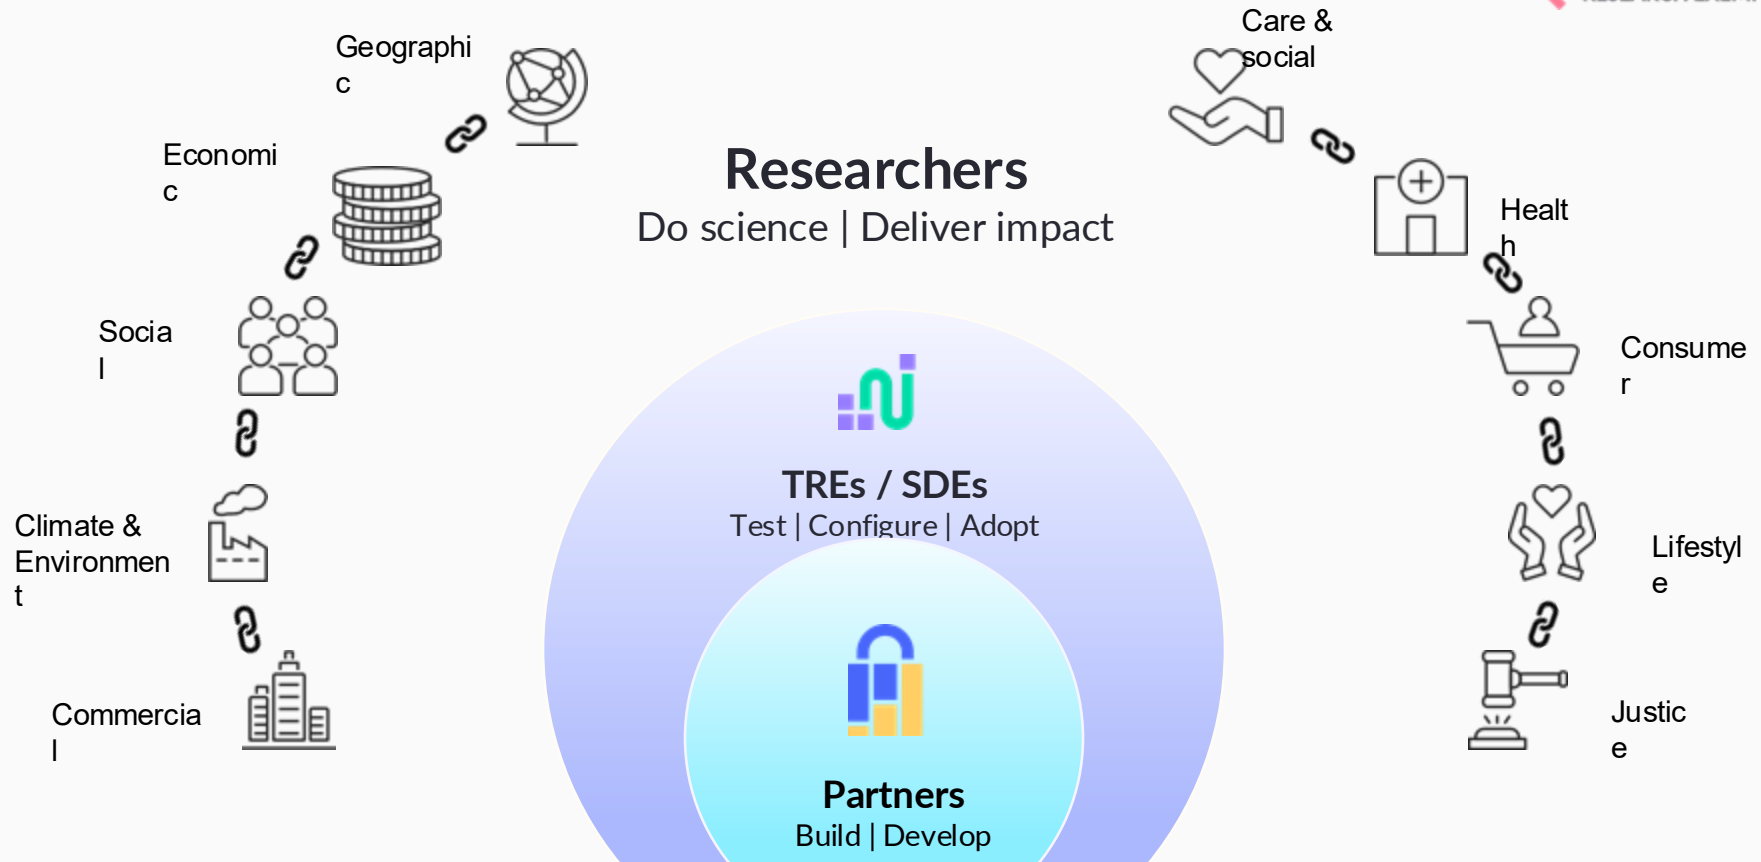 Geographi
c
Economi
c
Socia
l
Climate &
Environmen
t
Commercia
l
Researchers
Do science | Deliver impact
TREs / SDEs
Test | Configure | Adopt
Partners
Build | Develop
Care &
social
Healt
h
Consume
r
Lifestyl
e
Justic
e